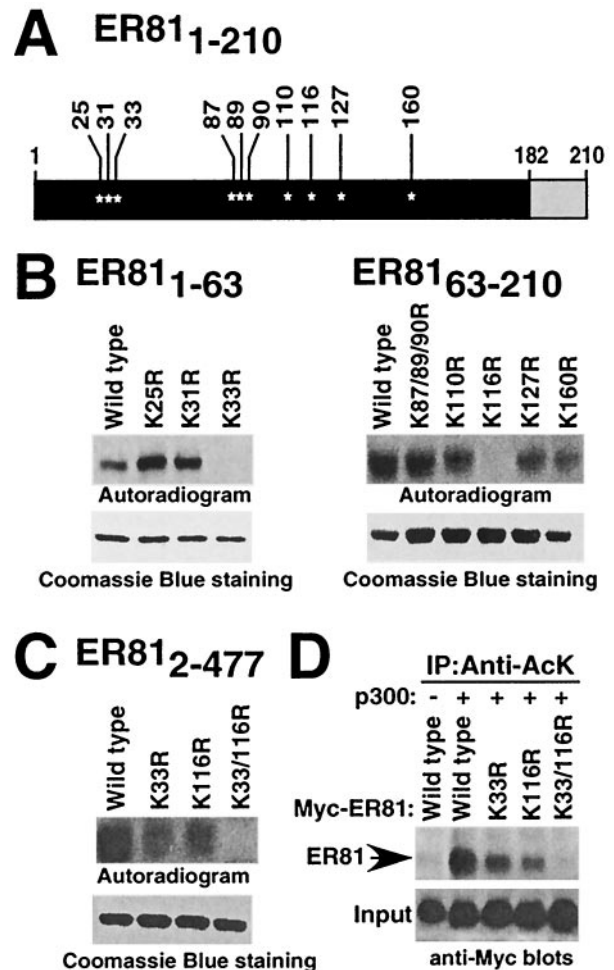 A ER81 1-210
25 31 33 87 89 90 110 116 127 160
1 182 210
B ER81 1-63
Wild type K25R K31R K33R
Autoradiogram
Coomassie Blue staining
ER81 63-210
Wild type K87/89/90R K110R K116R K127R K160R
Autoradiogram
Coomassie Blue staining
C ER81 2-477
Wild type K33R K116R K33/116R
Autoradiogram
Coomassie Blue staining
D IP:Anti-AcK
p300: - + + + +
Myc-ER81: Wild type Wild type K33R K116R K33/116R
ER81
Input
anti-Myc blots